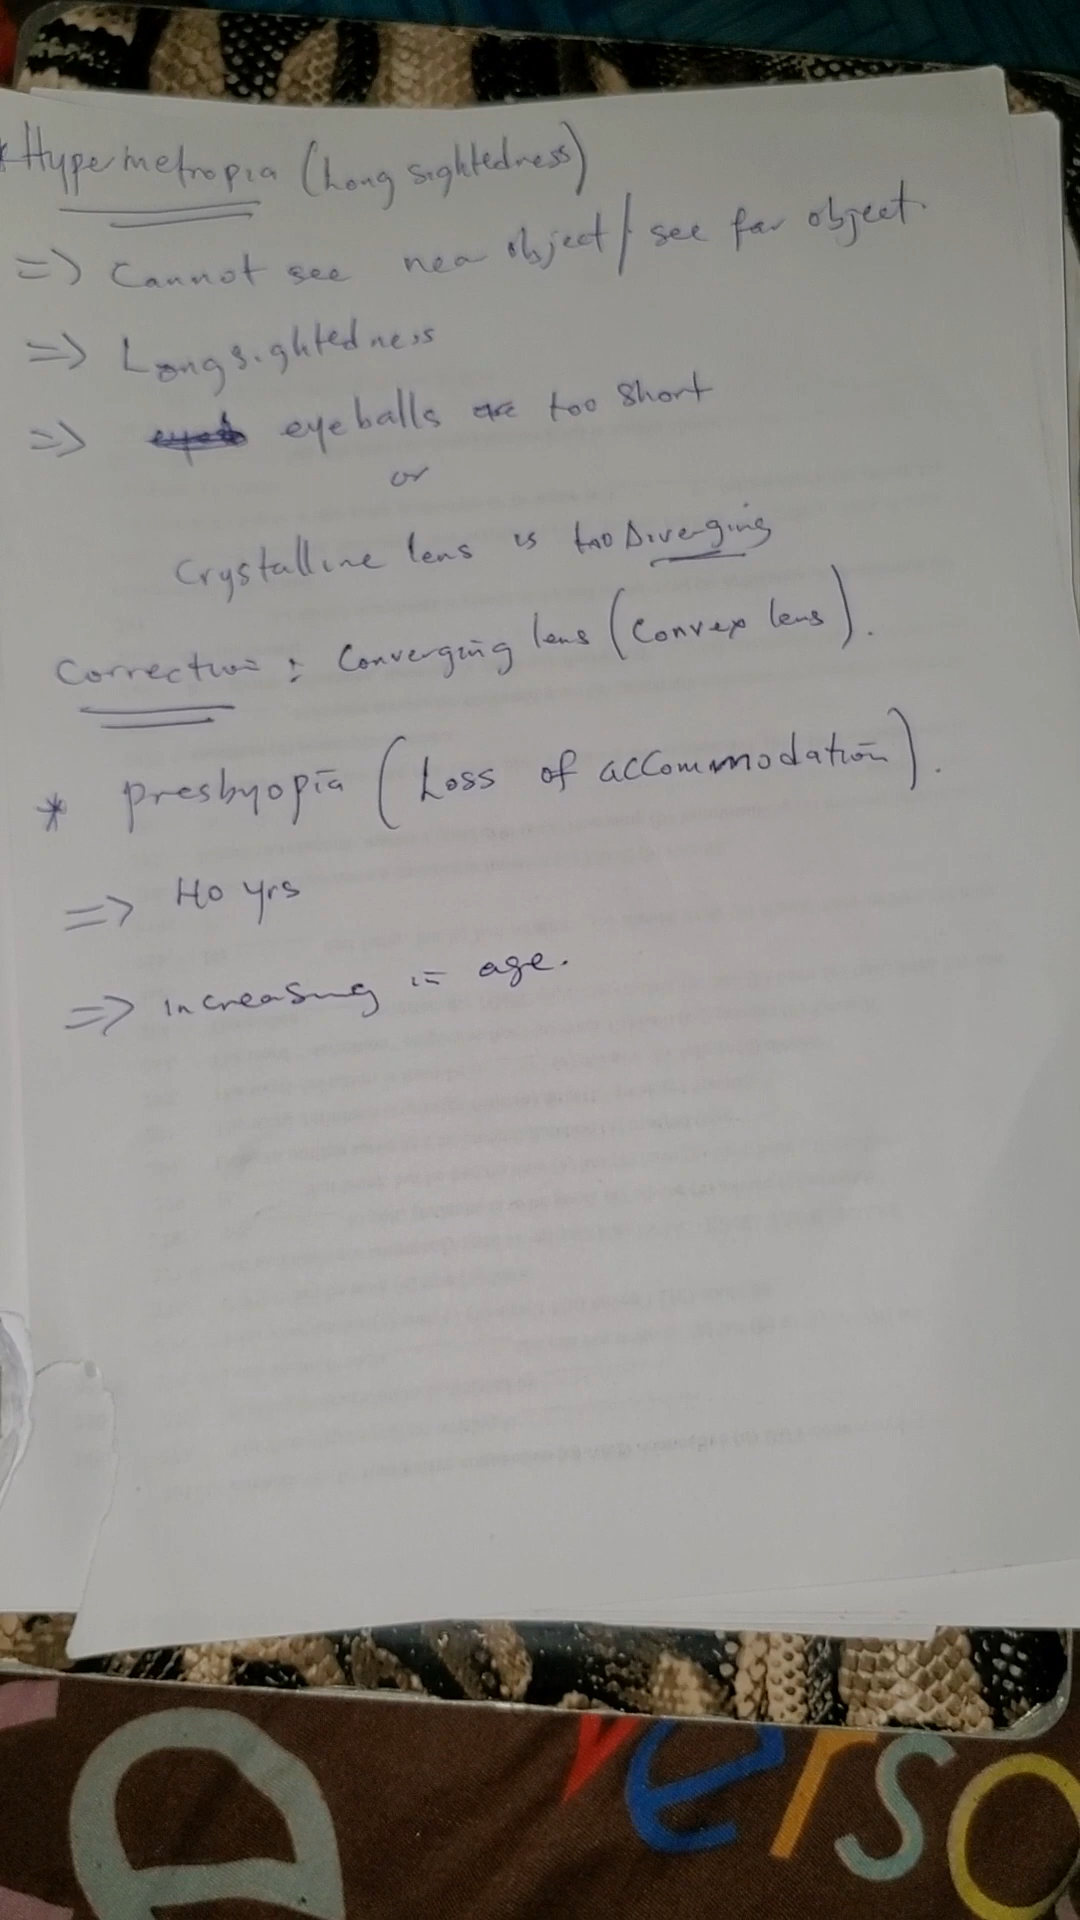 * Hypermetropia (Long sightedness)
=> Cannot see near object / see far object.
=> Longsightedness
=> eyeballs are too short
or
Crystalline lens is too Diverging
Correction : Converging lens (Convex lens).
* Presbyopia (Loss of accommodation).
=> 40 yrs
=> increasing in age.
verso